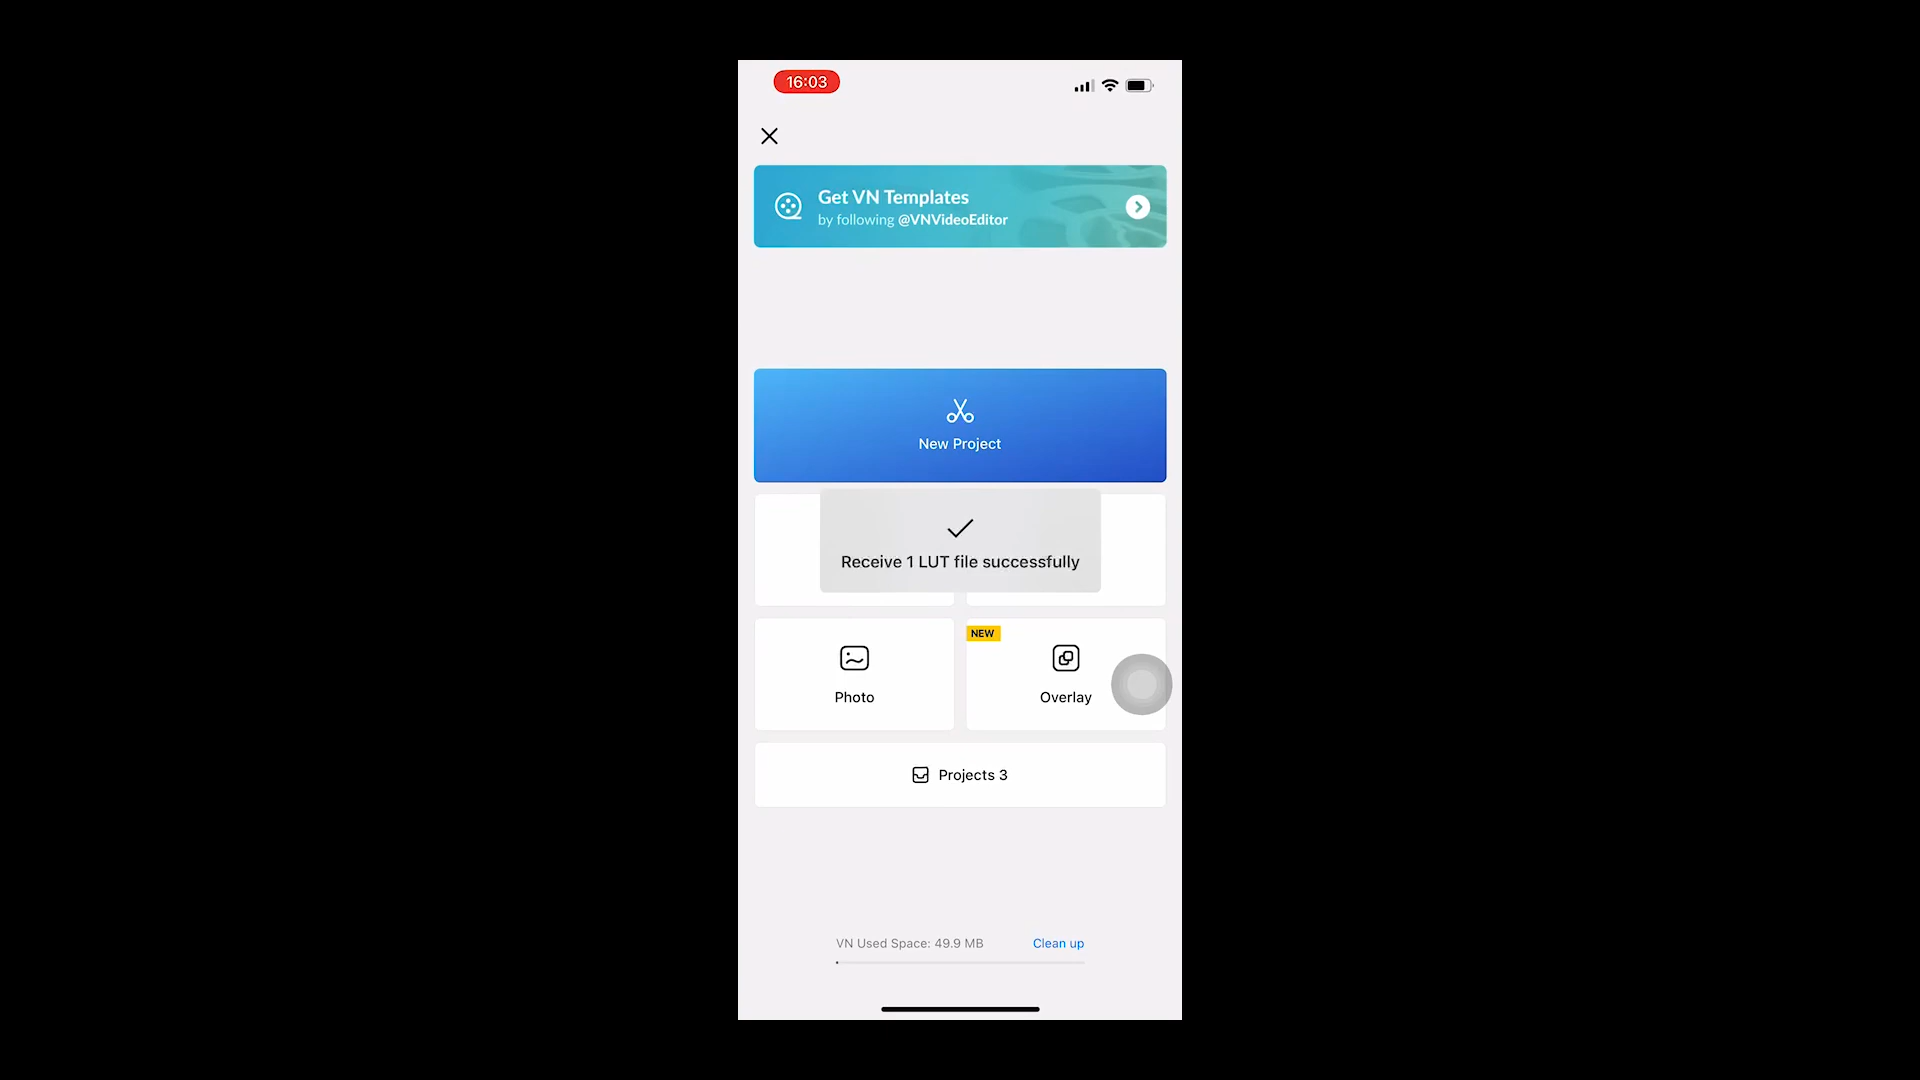 16:03
Get VN Templates
by following @VNVideoEditor
New Project
Receive 1 LUT file successfully
NEW
Photo
Overlay
Projects 3
VN Used Space: 49.9 MB
Clean up